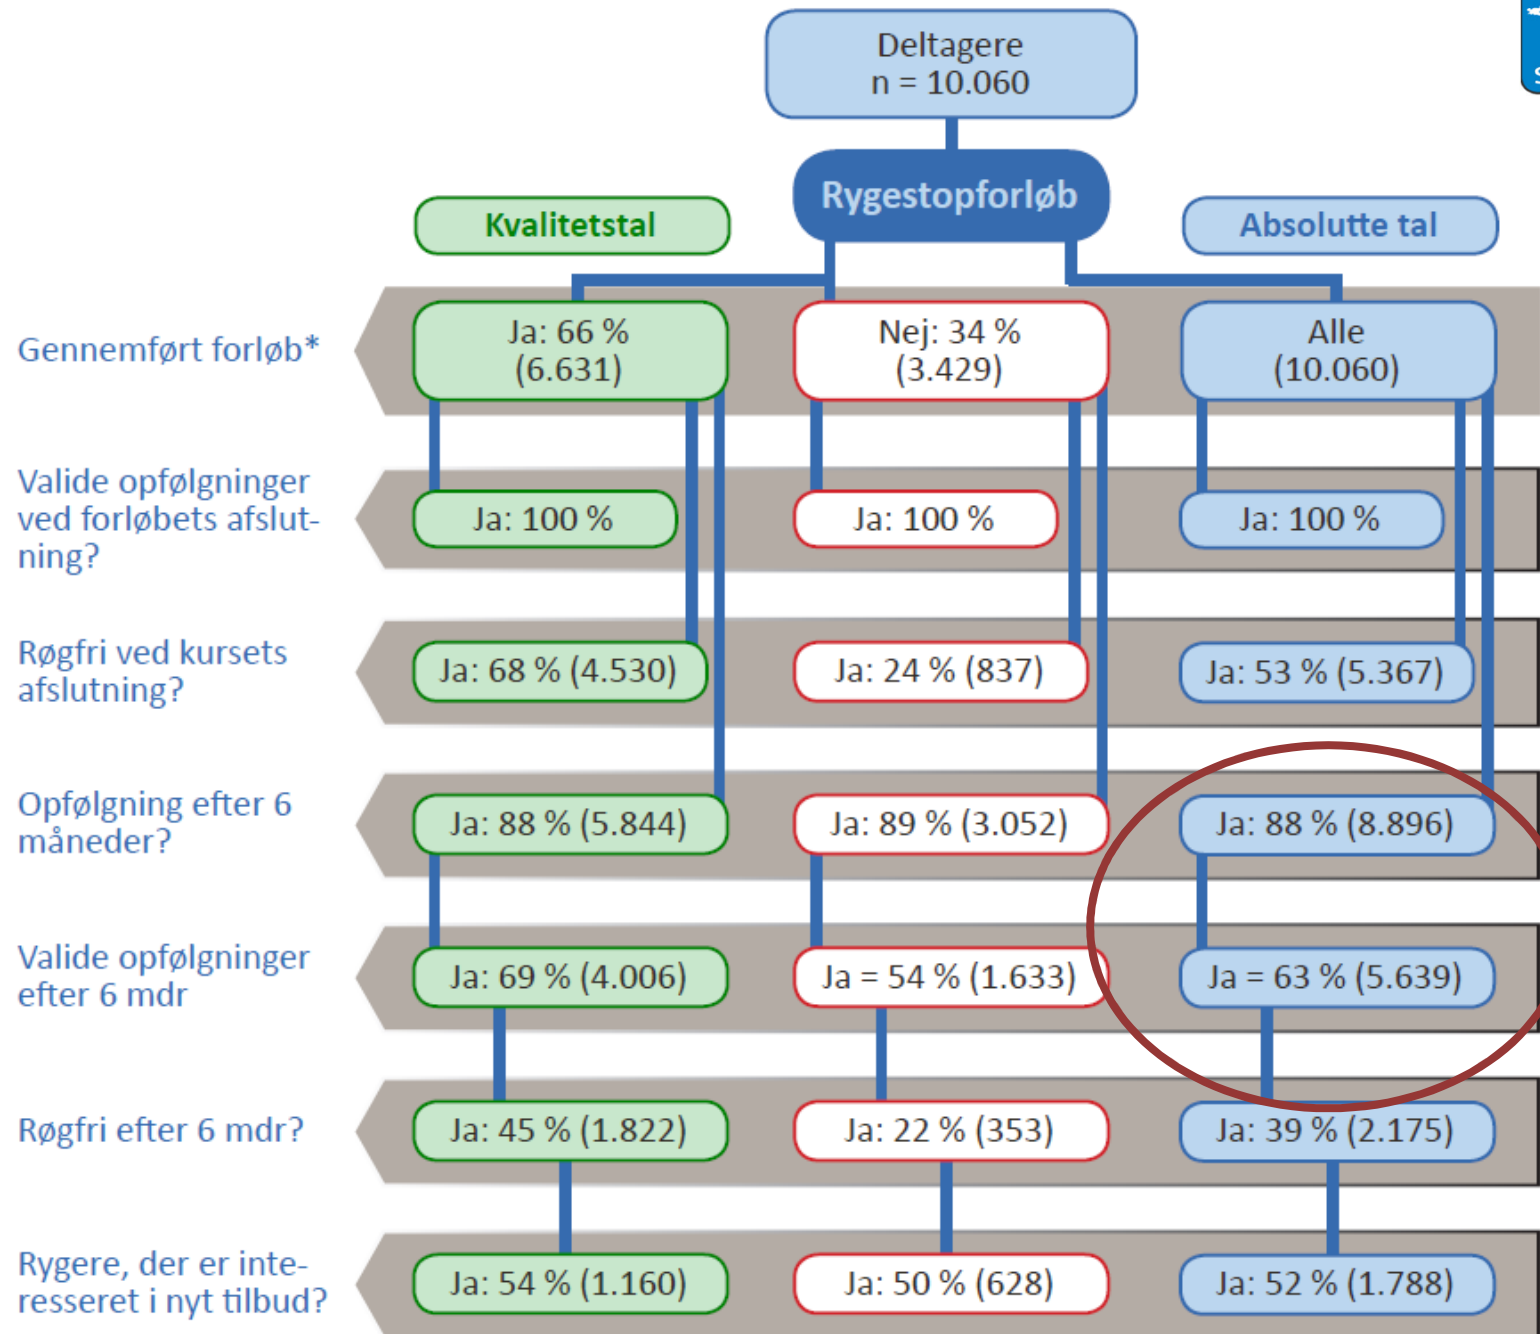 Deltagere
n = 10.060
Rygestopforløb
Kvalitetstal
Absolutte tal
Gennemført forløb*
Ja: 66 %
(6.631)
Nej: 34 %
(3.429)
Alle
(10.060)
Valide opfølgninger
ved forløbets afslut-
ning?
Ja: 100 %
Ja: 100 %
Ja: 100 %
Røgfri ved kursets
afslutning?
Ja: 68 % (4.530)
Ja: 24 % (837)
Ja: 53 % (5.367)
Opfølgning efter 6
måneder?
Ja: 88 % (5.844)
Ja: 89 % (3.052)
Ja: 88 % (8.896)
Valide opfølgninger
efter 6 mdr
Ja: 69 % (4.006)
Ja = 54 % (1.633)
Ja = 63 % (5.639)
Røgfri efter 6 mdr?
Ja: 45 % (1.822)
Ja: 22 % (353)
Ja: 39 % (2.175)
Rygere, der er inte-
resseret i nyt tilbud?
Ja: 54 % (1.160)
Ja: 50 % (628)
Ja: 52 % (1.788)